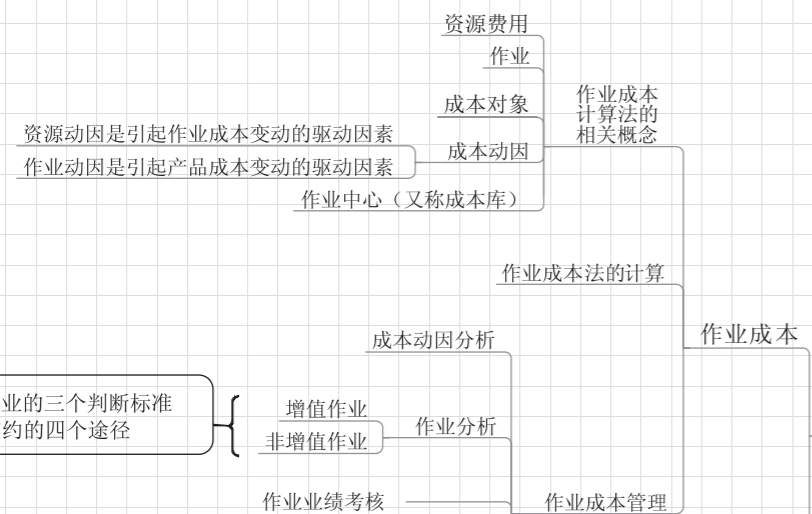 资源费用
作业
成本对象
作业成本
计算法的
相关概念
资源动因是引起作业成本变动的驱动因素
成本动因
作业动因是引起产品成本变动的驱动因素
作业中心（又称成本库）
作业成本法的计算
作业成本
成本动因分析
业的三个判断标准
约的四个途径
增值作业
作业分析
非增值作业
作业业绩考核
作业成本管理